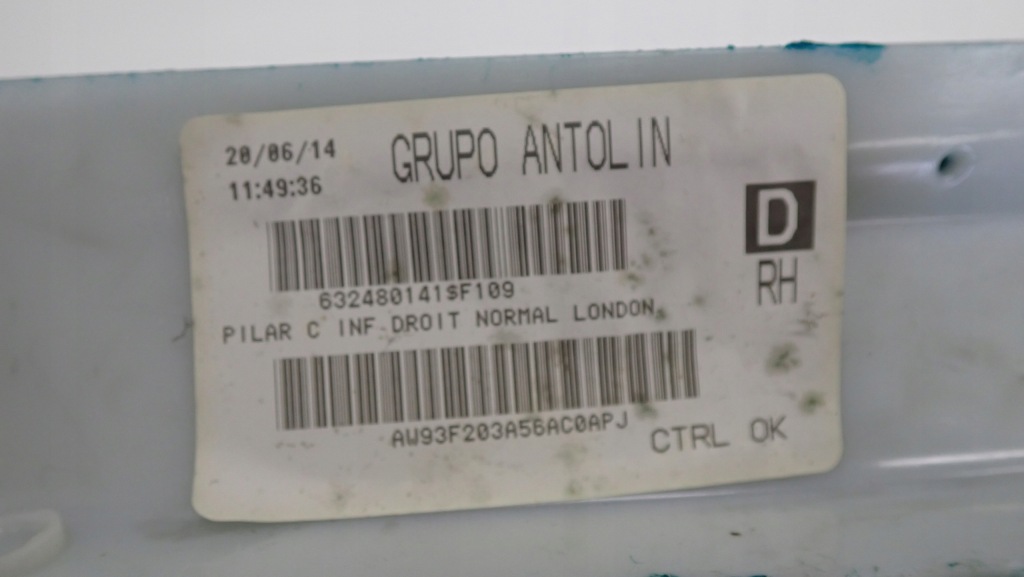 20/06/14 GRUPO ANTOLIN
11:49:36
D
RH
632480141$F109
PILAR C INF DROIT NORMAL LONDON
AW93F203A56AC0APJ
CTRL OK